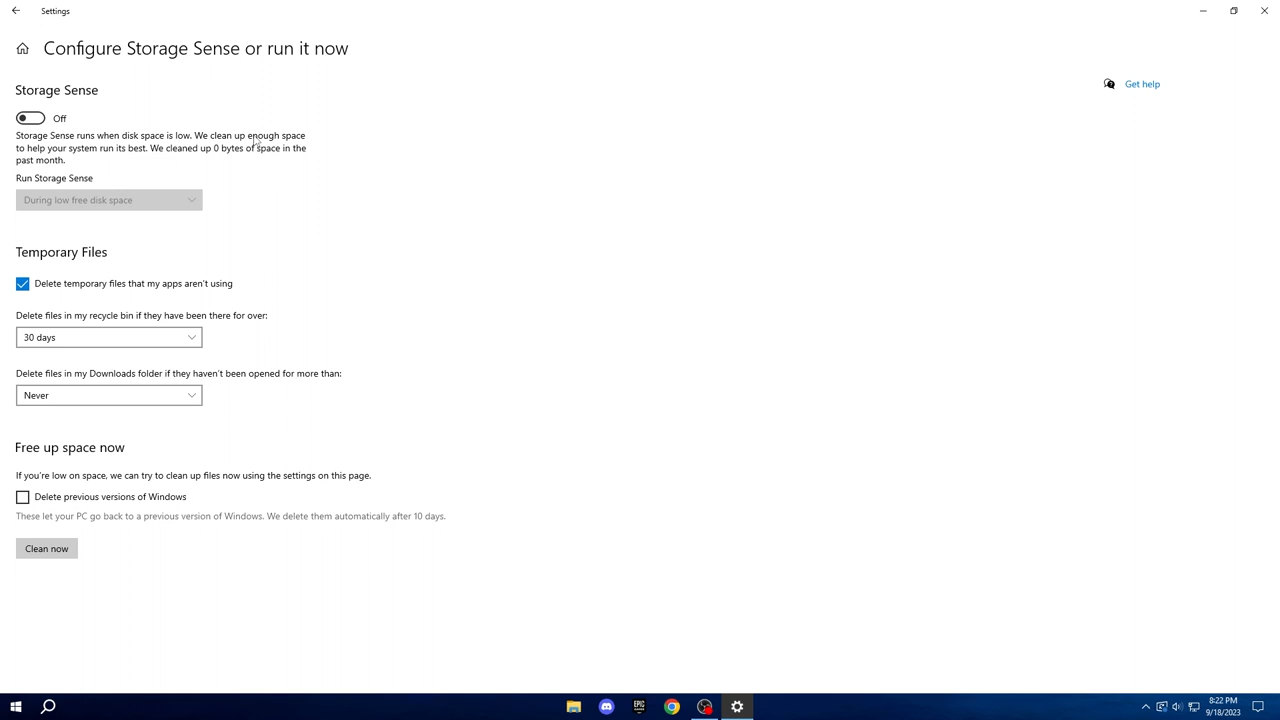 Settings
Configure Storage Sense or run it now
Get help
Storage Sense
Off
Storage Sense runs when disk space is low. We clean up enough space
to help your system run its best. We cleaned up 0 bytes of space in the
past month.
Run Storage Sense
During low free disk space
Temporary Files
Delete temporary files that my apps aren't using
Delete files in my recycle bin if they have been there for over:
30 days
Delete files in my Downloads folder if they haven't been opened for more than:
Never
Free up space now
If you're low on space, we can try to clean up files now using the settings on this page.
Delete previous versions of Windows
These let your PC go back to a previous version of Windows. We delete them automatically after 10 days.
Clean now
EPIC
8:22 PM
9/18/2023